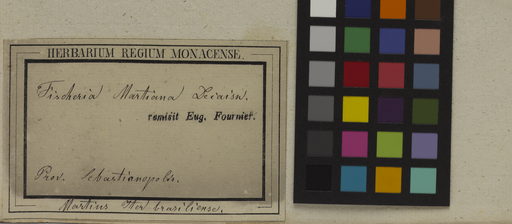 HERBARIUM REGIUM MONACENSE.
Fischeria Martiana Decaisn.
remisit Eug. Fournier.
Prov. Sebastianopolis.
Martius Iter brasiliense.